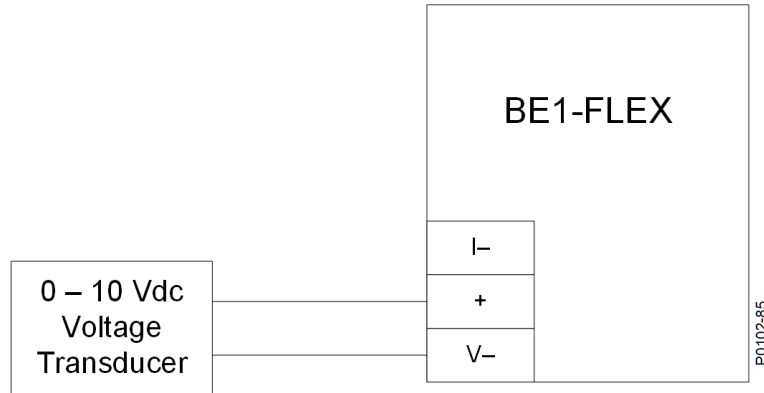 BE1-FLEX
I–
+
V–
0 – 10 Vdc
Voltage
Transducer
P0102-85